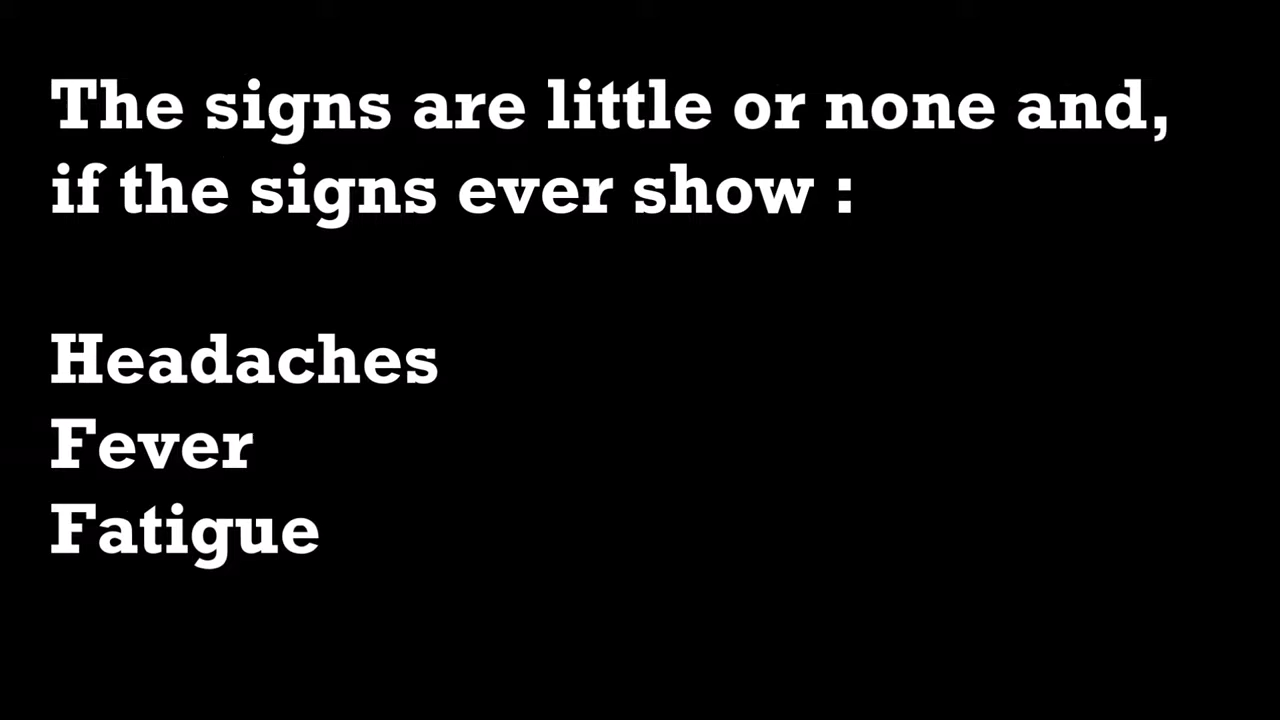 The signs are little or none and,
if the signs ever show :
Headaches
Fever
Fatigue